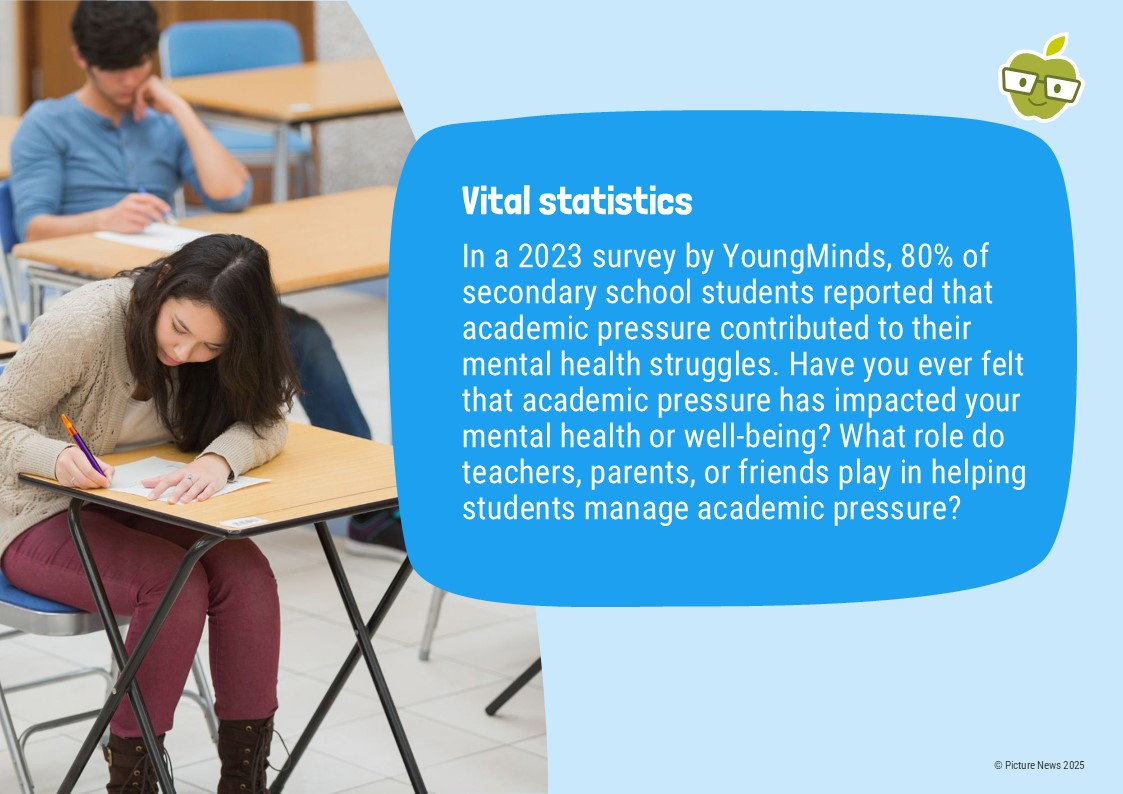 Vital statistics
In a 2023 survey by YoungMinds, 80% of
secondary school students reported that
academic pressure contributed to their
mental health struggles. Have you ever felt
that academic pressure has impacted your
mental health or well-being? What role do
teachers, parents, or friends play in helping
students manage academic pressure?
© Picture News 2025